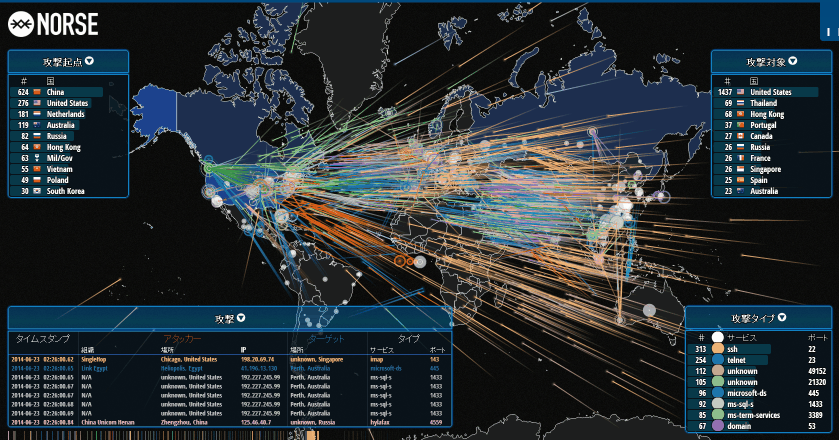 NORSE
攻撃起点
# 国
624 China
276 United States
181 Netherlands
119 Australia
82 Russia
64 Hong Kong
63 Mil/Gov
55 Vietnam
49 Poland
30 South Korea
攻撃対象
# 国
1437 United States
69 Thailand
68 Hong Kong
37 Portugal
27 Canada
26 Russia
26 France
26 Singapore
25 Spain
23 Australia
攻撃
タイムスタンプ アタッカー ターゲット タイプ
組織 場所 IP 場所 サービス ポート
2014-06-23 02:26:00.62 SingleHop Chicago, United States 198.20.69.74 unknown, Singapore imap 143
2014-06-23 02:26:00.65 Link Egypt Heliopolis, Egypt 41.196.13.130 Perth, Australia microsoft-ds 445
2014-06-23 02:26:00.65 N/A unknown, United States 192.227.245.99 Perth, Australia ms-sql-s 1433
2014-06-23 02:26:00.67 N/A unknown, United States 192.227.245.99 Perth, Australia ms-sql-s 1433
2014-06-23 02:26:00.67 N/A unknown, United States 192.227.245.99 Perth, Australia ms-sql-s 1433
2014-06-23 02:26:00.68 N/A unknown, United States 192.227.245.99 Perth, Australia ms-sql-s 1433
2014-06-23 02:26:00.69 N/A unknown, United States 192.227.245.99 Perth, Australia ms-sql-s 1433
2014-06-23 02:26:00.84 China Unicom Henan Zhengzhou, China 125.46.40.7 unknown, Russia hylafax 4559
攻撃タイプ
# サービス ポート
313 ssh 22
254 telnet 23
112 unknown 49152
105 unknown 21320
96 microsoft-ds 445
92 ms-sql-s 1433
85 ms-term-services 3389
67 domain 53